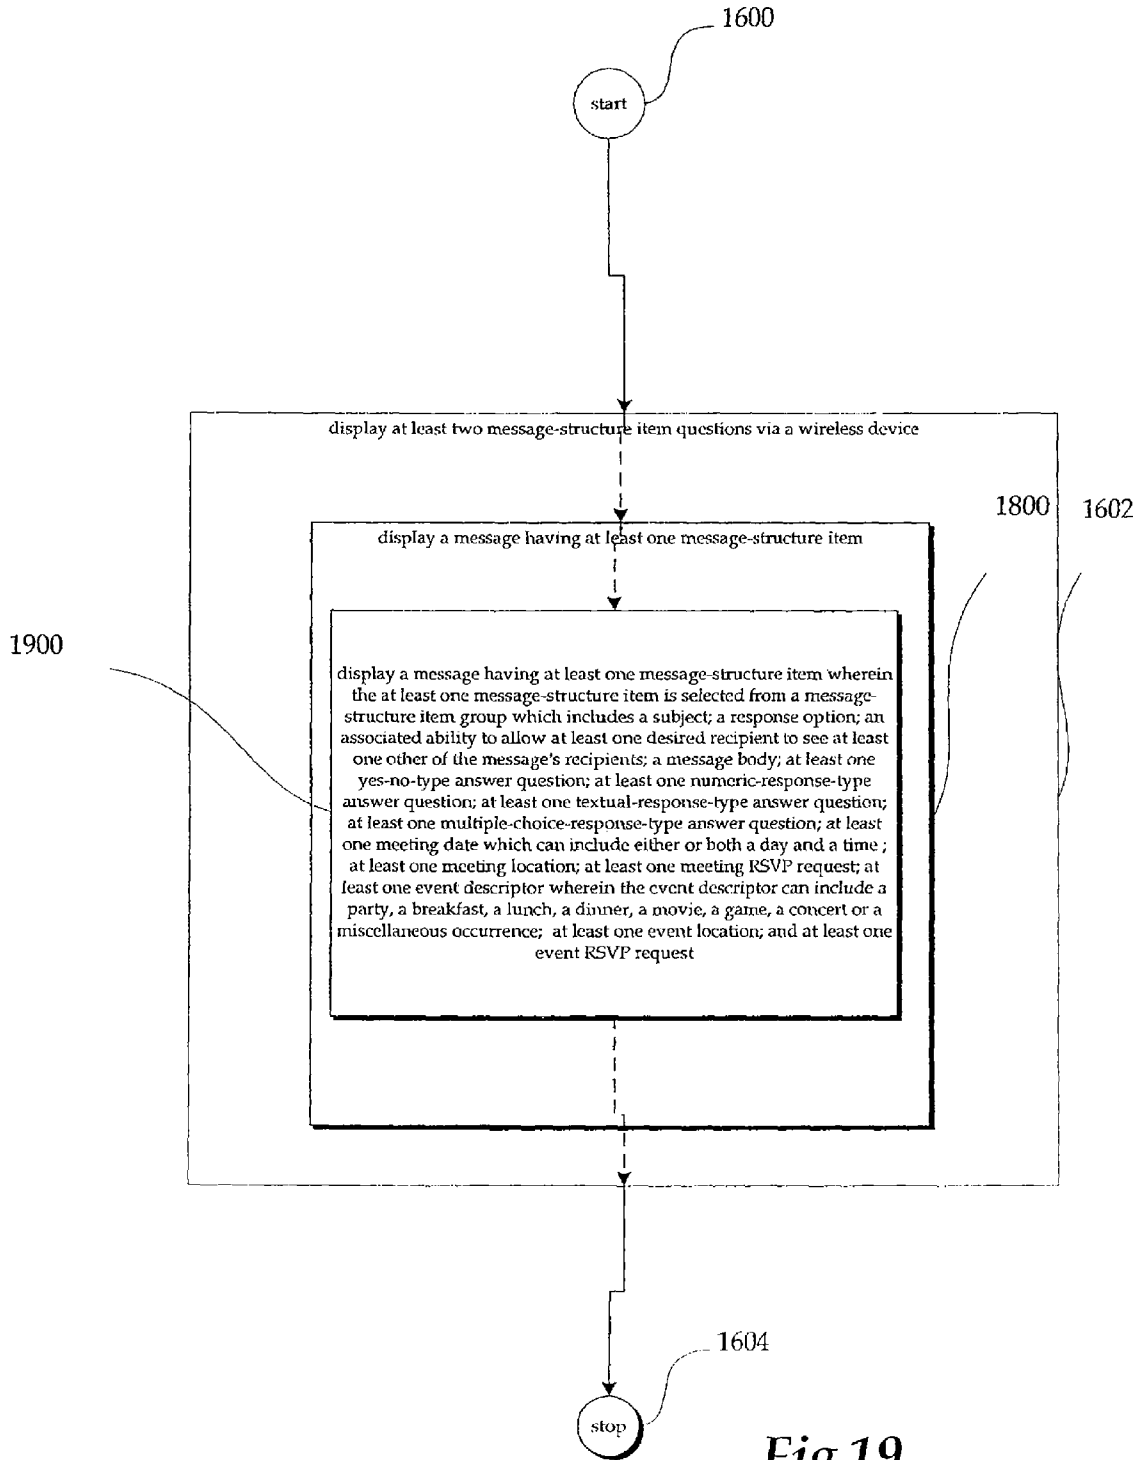 1600
start
display at least two message-structure item questions via a wireless device
1800
1602
display a message having at least one message-structure item
1900
display a message having at least one message-structure item wherein
the at least one message-structure item is selected from a message-
structure item group which includes a subject; a response option; an
associated ability to allow at least one desired recipient to see at least
one other of the message's recipients; a message body; at least one
yes-no-type answer question; at least one numeric-response-type
answer question; at least one textual-response-type answer question;
at least one multiple-choice-response-type answer question; at least
one meeting date which can include either or both a day and a time ;
at least one meeting location; at least one meeting RSVP request; at
least one event descriptor wherein the event descriptor can include a
party, a breakfast, a lunch, a dinner, a movie, a game, a concert or a
miscellaneous occurrence; at least one event location; and at least one
event RSVP request
1604
stop
Fig 19